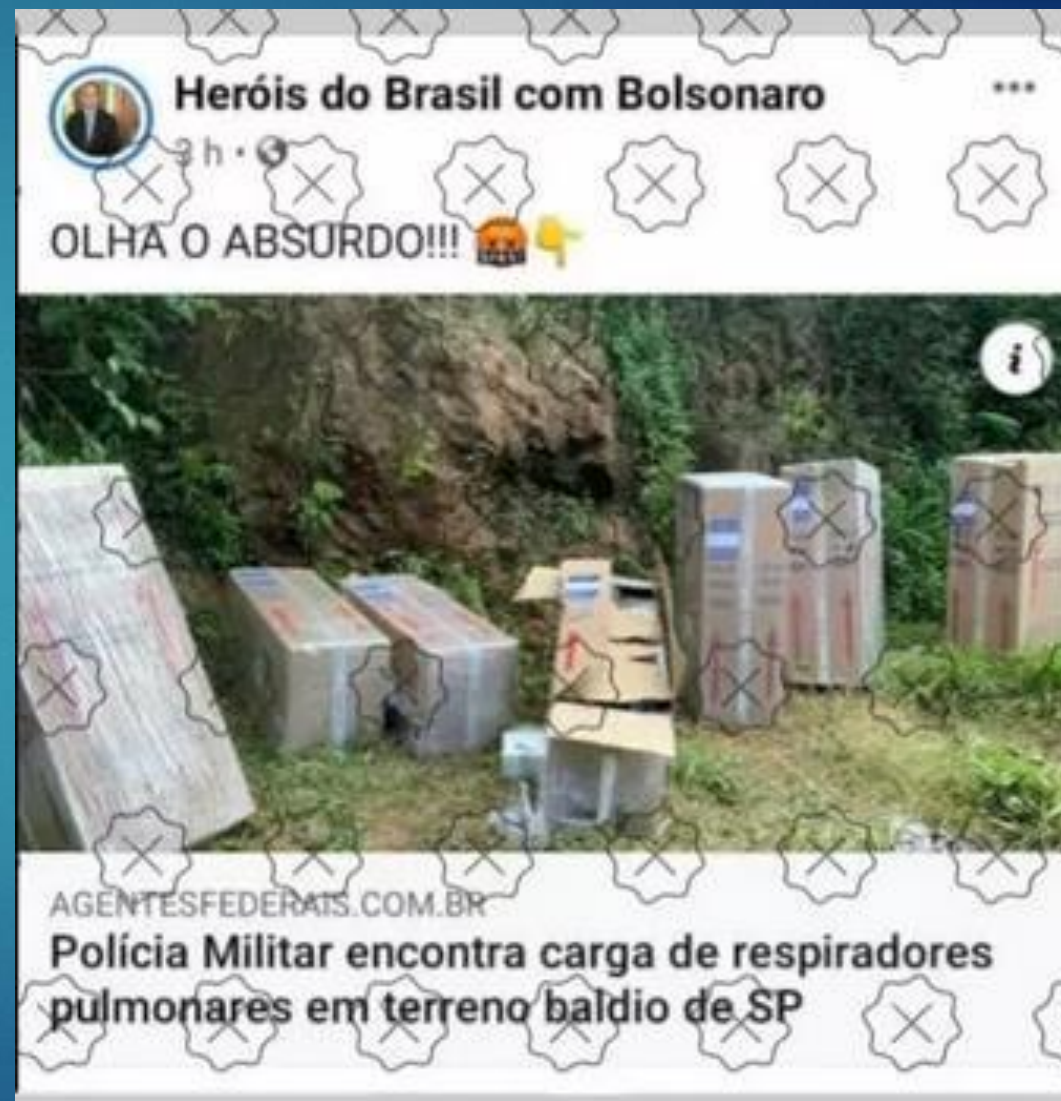 Heróis do Brasil com Bolsonaro
3 h
OLHA O ABSURDO!!!
AGENTESFEDERAIS.COM.BR
Polícia Militar encontra carga de respiradores
pulmonares em terreno baldio de SP